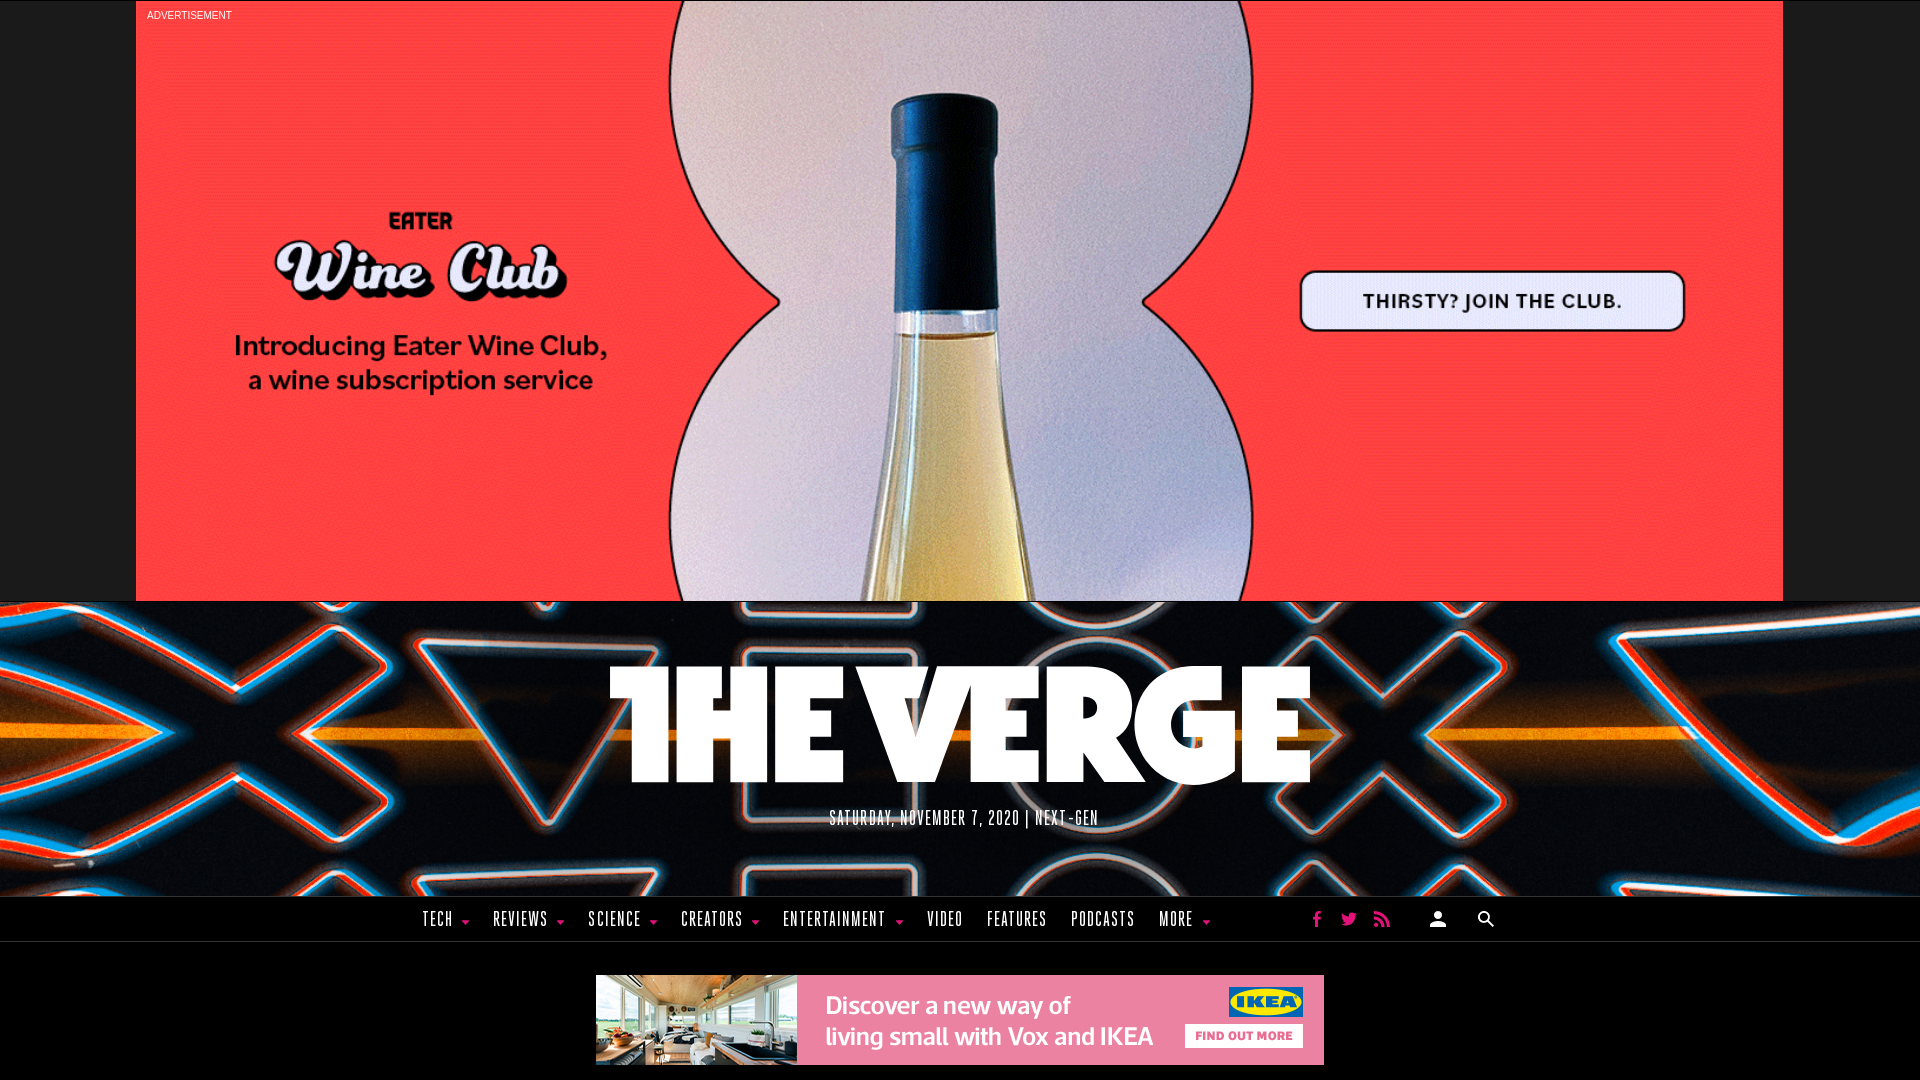 ADVERTISEMENT
EATER
Wine Club
Introducing Eater Wine Club,
a wine subscription service
THIRSTY? JOIN THE CLUB.
THE VERGE
SATURDAY, NOVEMBER 7, 2020 | NEXT-GEN
TECH REVIEWS SCIENCE CREATORS ENTERTAINMENT VIDEO FEATURES PODCASTS MORE
Discover a new way of
living small with Vox and IKEA
IKEA
FIND OUT MORE